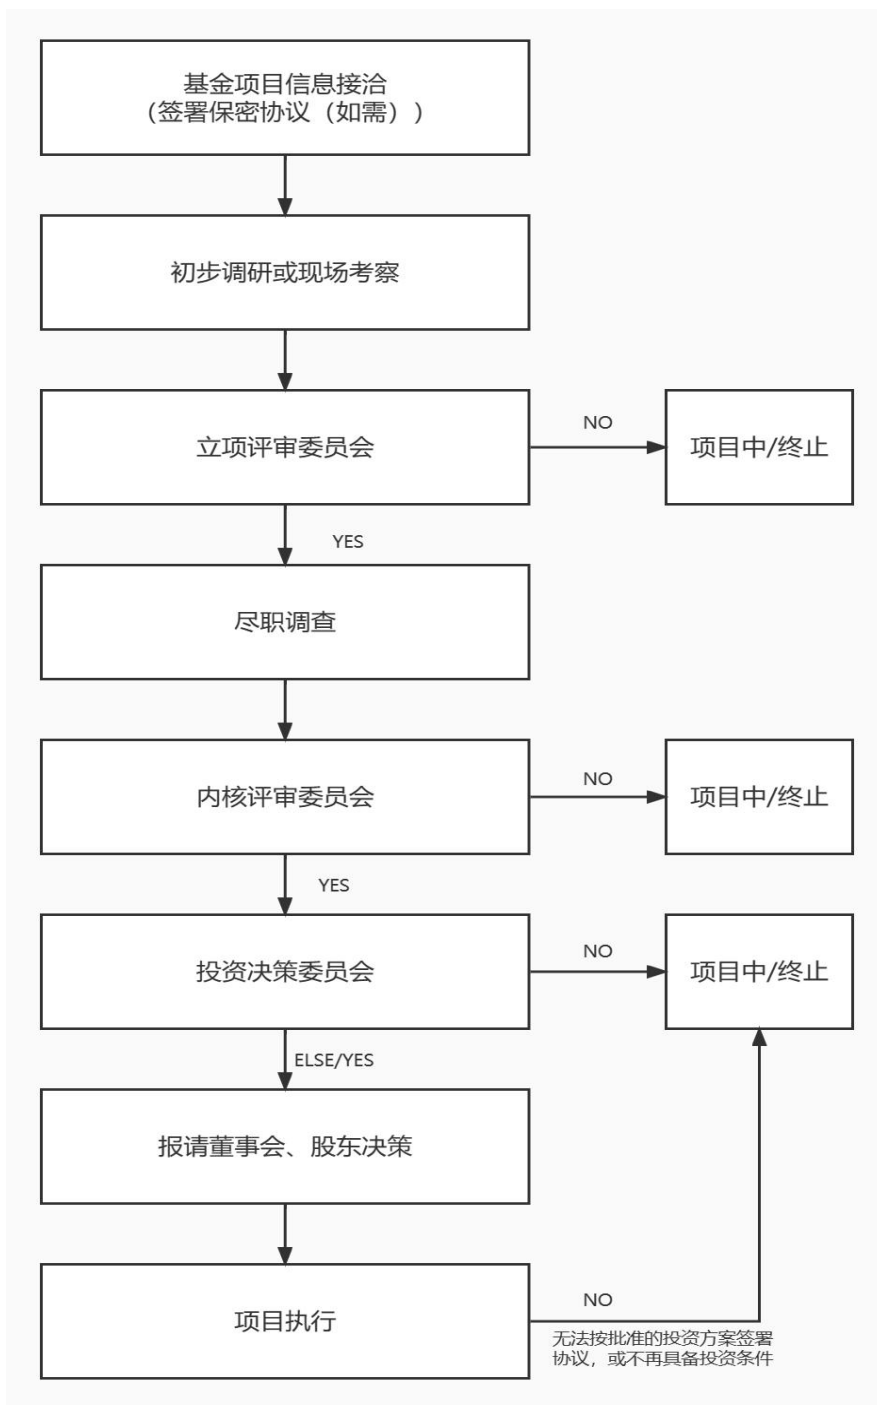 基金项目信息接洽
（签署保密协议（如需））
初步调研或现场考察
立项评审委员会
NO
项目中/终止
YES
尽职调查
内核评审委员会
NO
项目中/终止
YES
投资决策委员会
NO
项目中/终止
ELSE/YES
报请董事会、股东决策
项目执行
NO
无法按批准的投资方案签署
协议，或不再具备投资条件